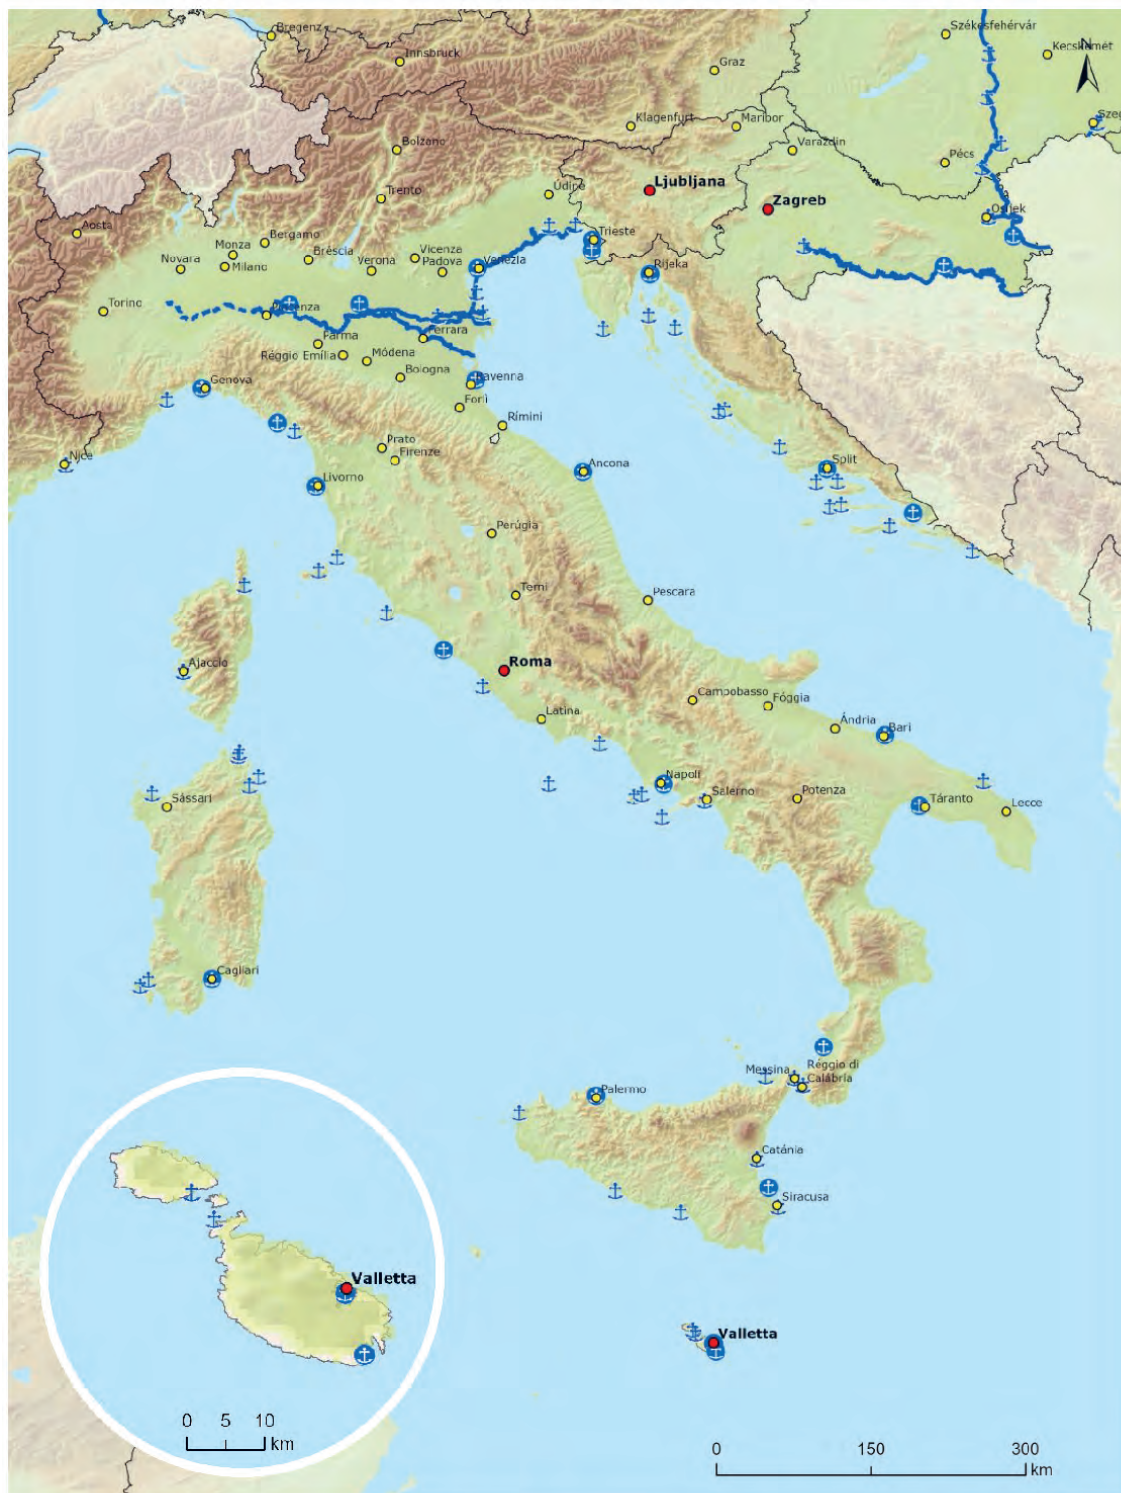 Bregenz
Innsbruck
Székesfehérvár
N
Kecskemét
Graz
Klagenfurt
Maribor
Szeg
Bolzano
Varazdin
Pécs
Trento
Udine
Ljubljana
Zagreb
Osijek
Aosta
Bergamo
Monza
Bréscia
Vicenza
Trieste
Novara
Milano
Verona
Padova
Venezia
Rijeka
Torino
Piacenza
Parma
Ferrara
Réggio Emília
Módena
Bologna
Ravenna
Genova
Forlì
Rímini
Prato
Firenze
Nice
Ancona
Split
Livorno
Perúgia
Terni
Pescara
Ajaccio
Roma
Campobasso
Fóggia
Latina
Ándria
Bari
Napoli
Sássari
Salerno
Potenza
Táranto
Lecce
Cagliari
Messina
Réggio di
Calábria
Palermo
Catánia
Siracusa
Valletta
Valletta
0 5 10
km
0 150 300
km